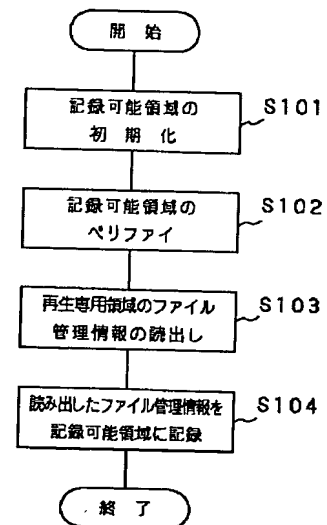 開 始
記録可能領域の
初 期 化
S101
記録可能領域の
ベリファイ
S102
再生専用領域のファイル
管理情報の読出し
S103
読み出したファイル管理情報を
記録可能領域に記録
S104
終 了